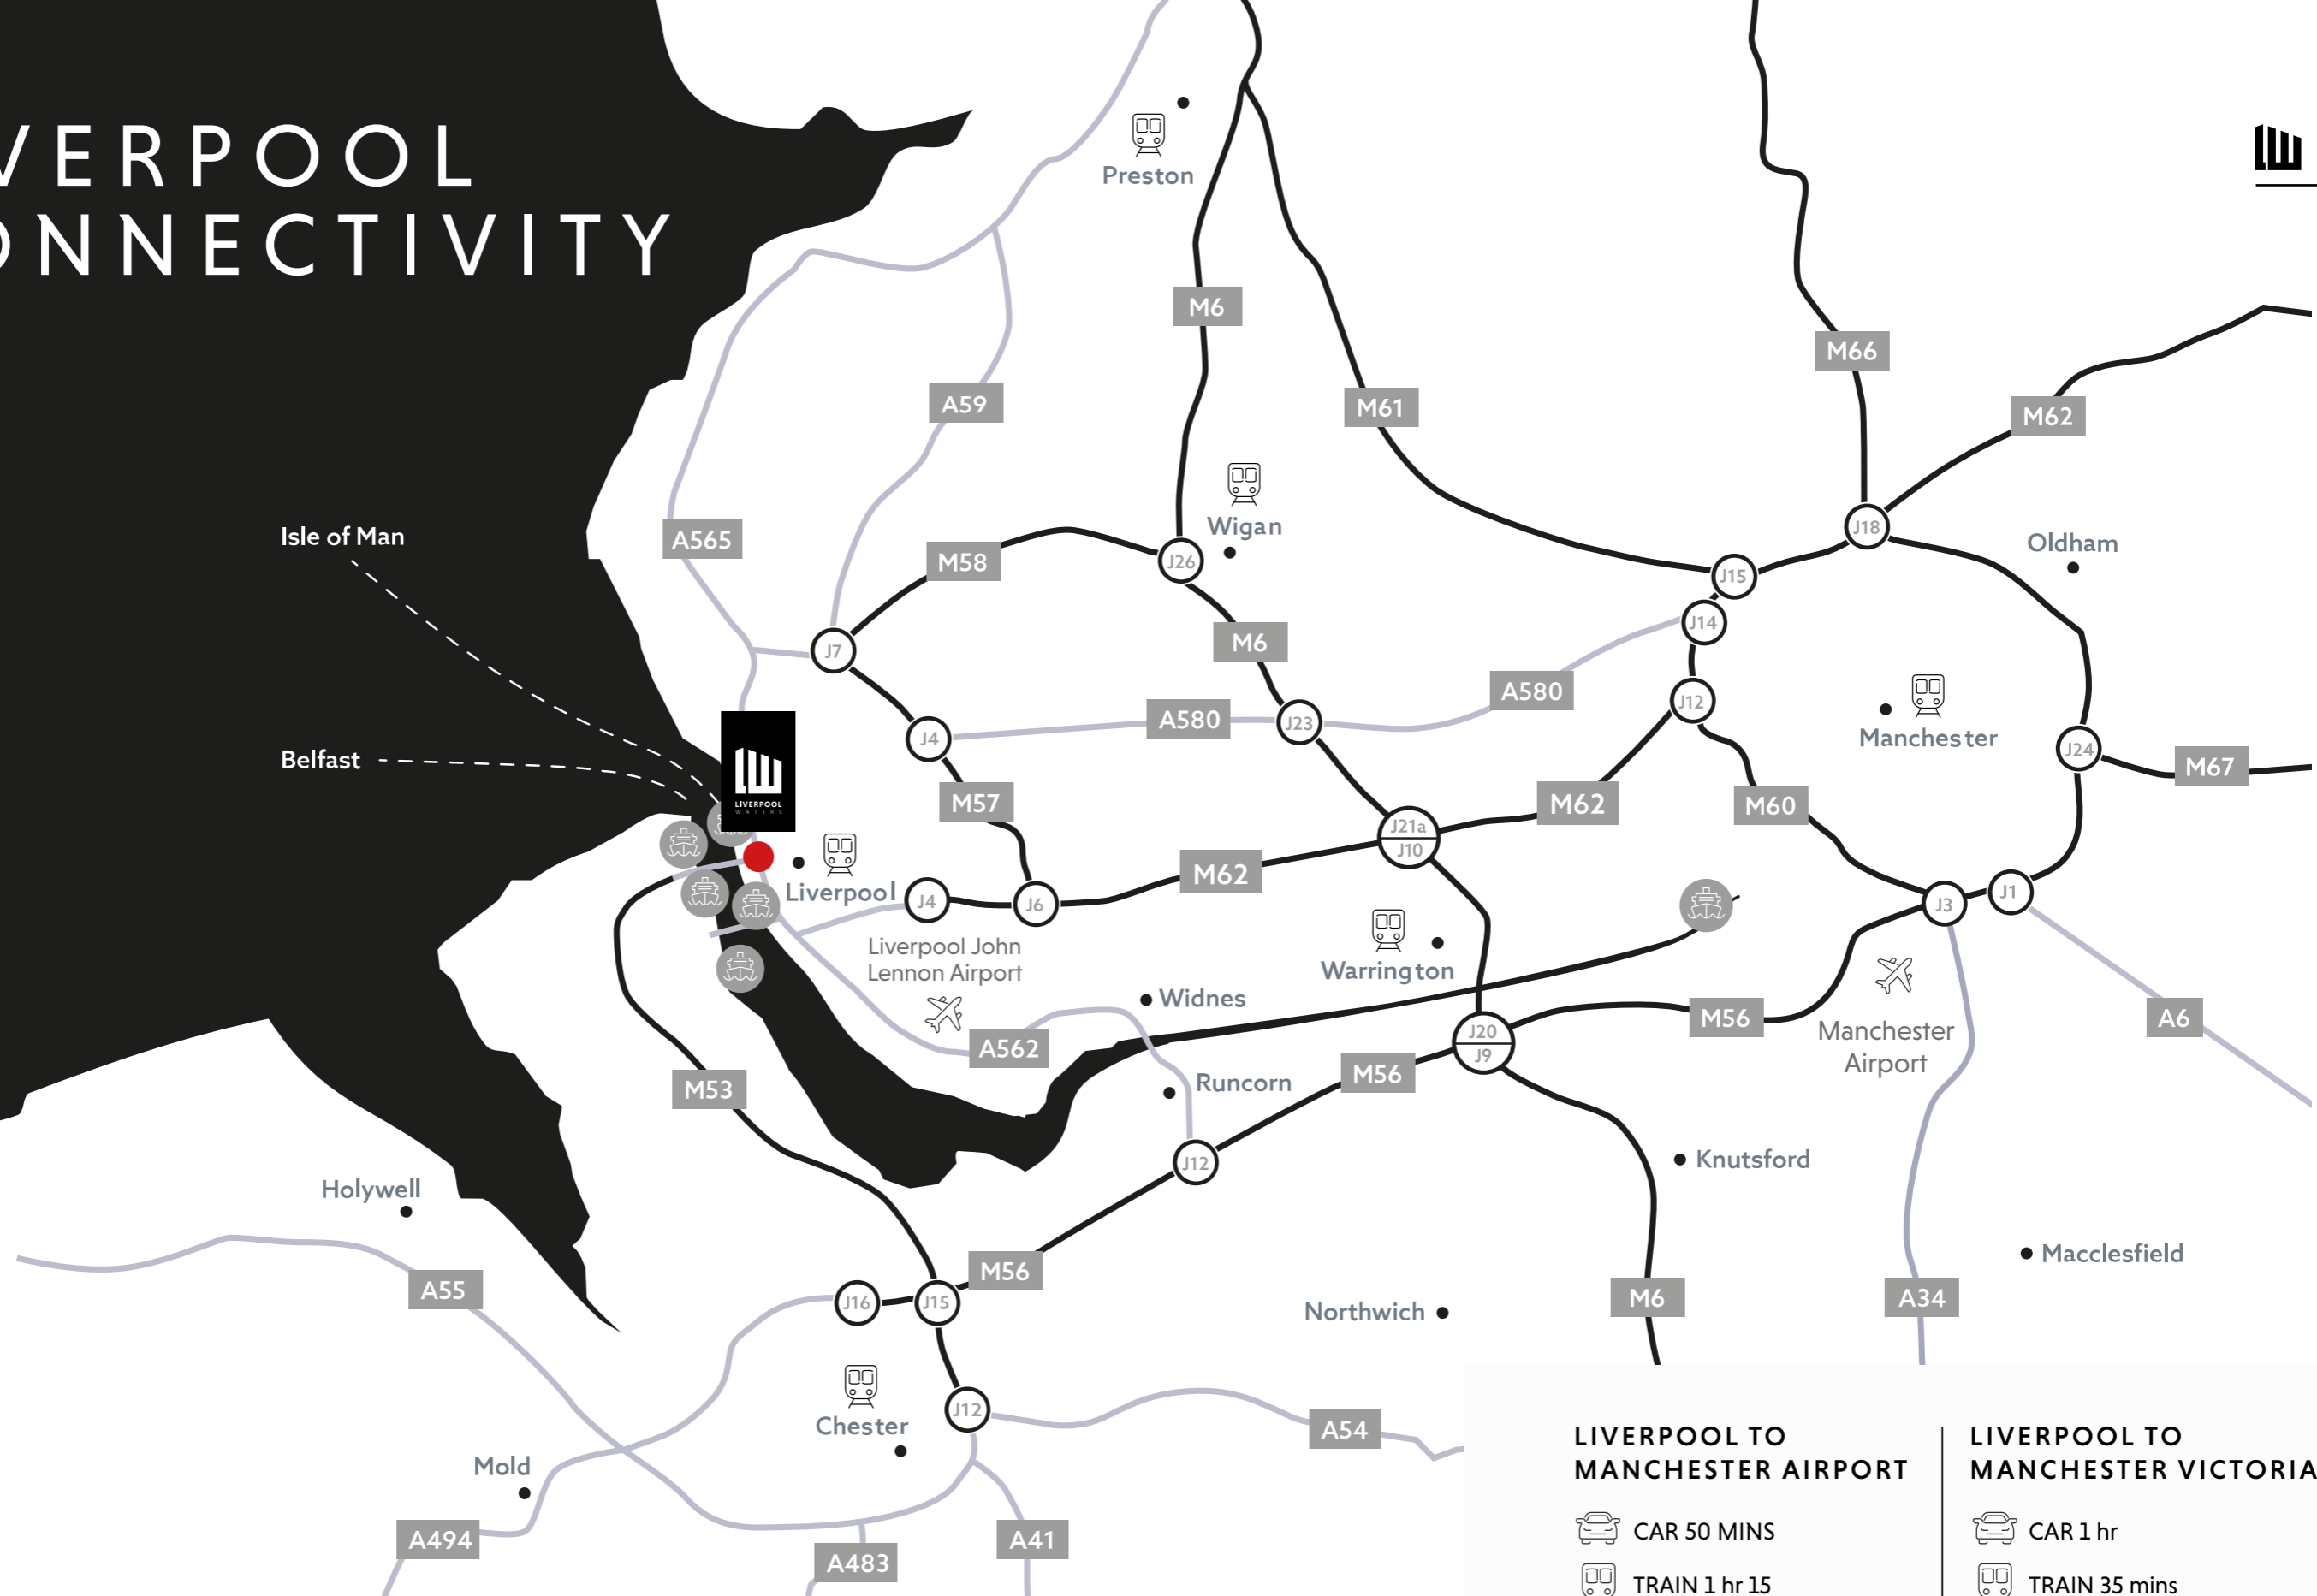 VERPOOL
ONNECTIVITY
Preston
M6
M66
A59
M61
M62
Wigan
Isle of Man
A565
M58
J26
J18
Oldham
J15
J14
J7
M6
A580
A580
J12
J4
J23
Manchester
J24
M67
Belfast
LIVERPOOL
WATERS
M57
M62
M60
J21a
J10
M62
Liverpool
J4
J6
J3
J1
Liverpool John
Lennon Airport
Warrington
Widnes
M56
A6
Manchester
Airport
A562
J20
J9
M56
M53
Runcorn
J12
Knutsford
Holywell
Macclesfield
A55
M56
J16
J15
Northwich
M6
A34
Chester
J12
A54
Mold
A494
A483
A41
LIVERPOOL TO
MANCHESTER AIRPORT
CAR 50 MINS
TRAIN 1 hr 15
LIVERPOOL TO
MANCHESTER VICTORIA
CAR 1 hr
TRAIN 35 mins